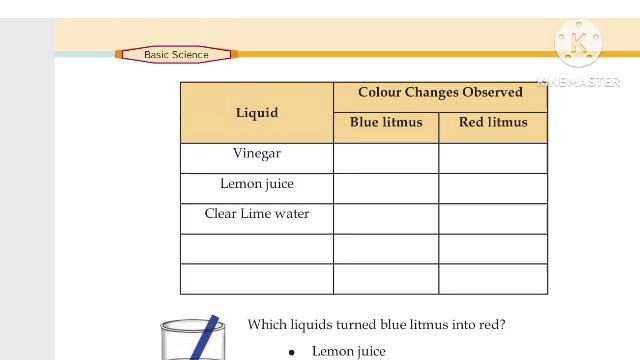 Basic Science
K
KINEMASTER
Liquid
Colour Changes Observed
Blue litmus
Red litmus
Vinegar
Lemon juice
Clear Lime water
Which liquids turned blue litmus into red?
• Lemon juice